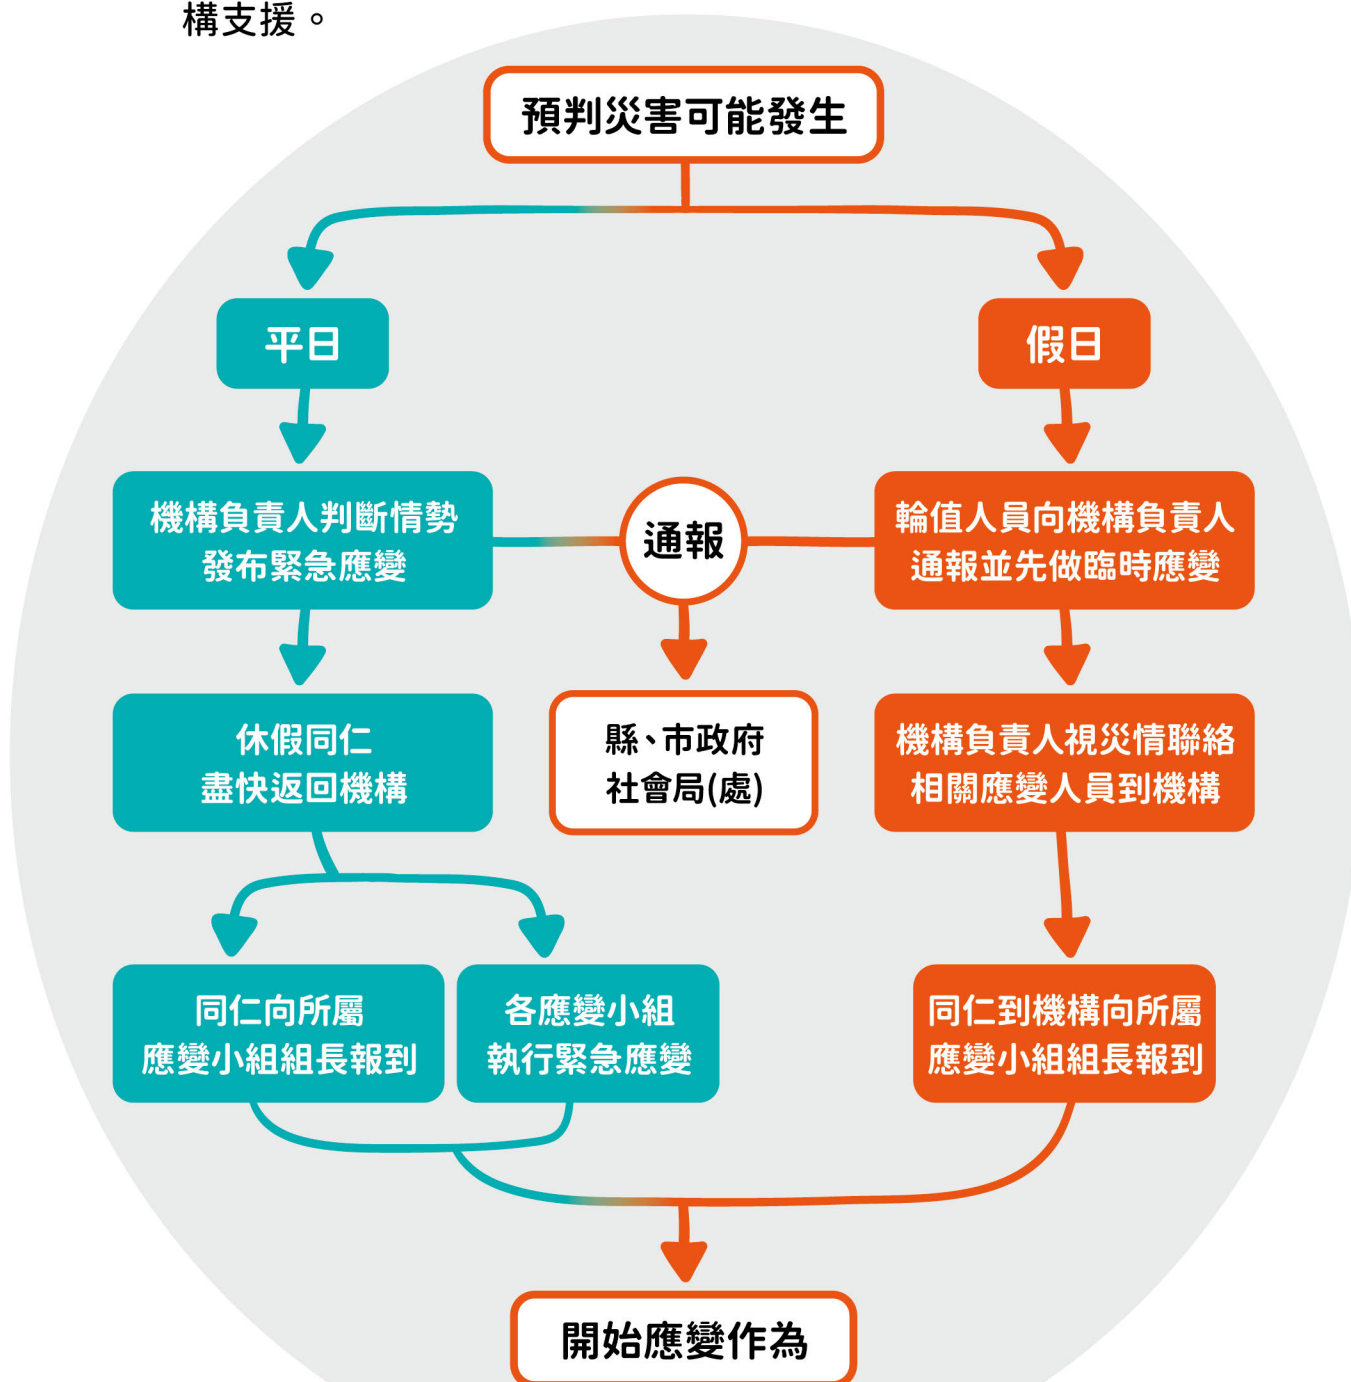 構支援。
預判災害可能發生
平日
假日
機構負責人判斷情勢
發布緊急應變
通報
輪值人員向機構負責人
通報並先做臨時應變
休假同仁
盡快返回機構
縣、市政府
社會局(處)
機構負責人視災情聯絡
相關應變人員到機構
同仁向所屬
應變小組組長報到
各應變小組
執行緊急應變
同仁到機構向所屬
應變小組組長報到
開始應變作為